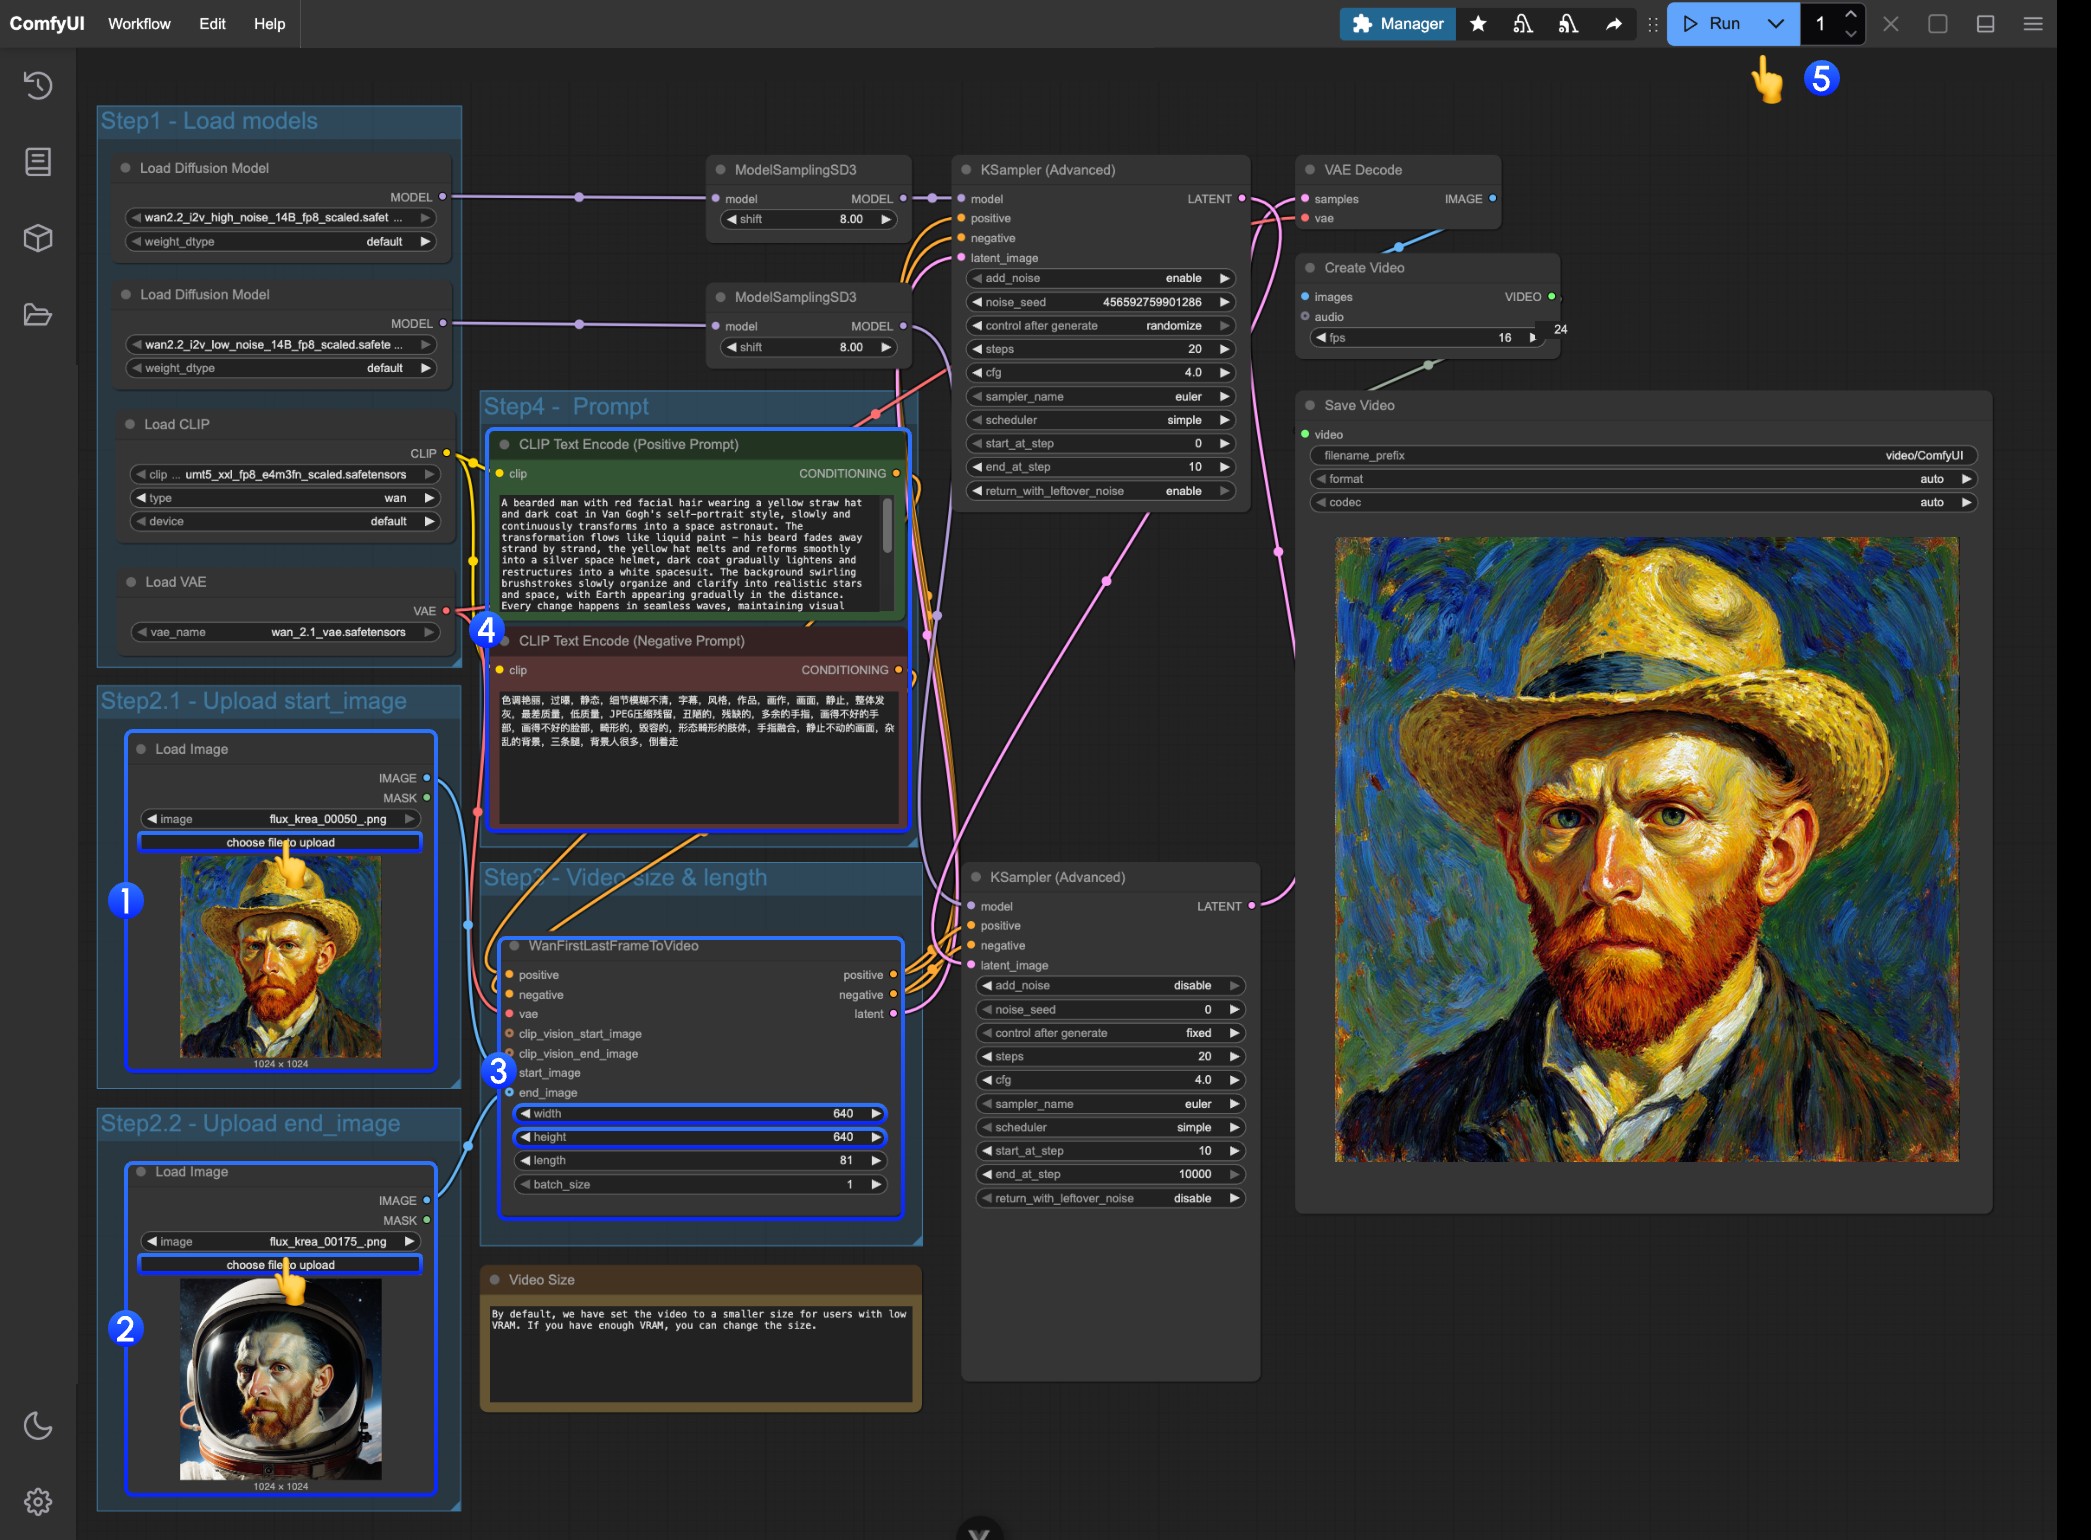 ComfyUI
Workflow
Edit
Help
Manager
Run
1
5
Step1 - Load models
Load Diffusion Model
MODEL
wan2.2_i2v_high_noise_14B_fp8_scaled.safet ...
weight_dtype default
Load Diffusion Model
MODEL
wan2.2_i2v_low_noise_14B_fp8_scaled.safete ...
weight_dtype default
Load CLIP
CLIP
clip ... umt5_xxl_fp8_e4m3fn_scaled.safetensors
type wan
device default
Load VAE
VAE
vae_name wan_2.1_vae.safetensors
Step2.1 - Upload start_image
Load Image
IMAGE
MASK
image flux_krea_00050_.png
choose file to upload
1
1024 × 1024
Step2.2 - Upload end_image
Load Image
IMAGE
MASK
image flux_krea_00175_.png
choose file to upload
2
1024 × 1024
ModelSamplingSD3
model MODEL
shift 8.00
ModelSamplingSD3
model MODEL
shift 8.00
Step4 - Prompt
CLIP Text Encode (Positive Prompt)
clip CONDITIONING
A bearded man with red facial hair wearing a yellow straw hat
and dark coat in Van Gogh's self-portrait style, slowly and
continuously transforms into a space astronaut. The
transformation flows like liquid paint – his beard fades away
strand by strand, the yellow hat melts and reforms smoothly
into a silver space helmet, dark coat gradually lightens and
restructures into a white spacesuit. The background swirling
brushstrokes slowly organize and clarify into realistic stars
and space, with Earth appearing gradually in the distance.
Every change happens in seamless waves, maintaining visual
4
CLIP Text Encode (Negative Prompt)
clip CONDITIONING
色调艳丽，过曝，静态，细节模糊不清，字幕，风格，作品，画作，画面，静止，整体发
灰，最差质量，低质量，JPEG压缩残留，丑陋的，残缺的，多余的手指，画得不好的手
部，画得不好的脸部，畸形的，毁容的，形态畸形的肢体，手指融合，静止不动的画面，杂
乱的背景，三条腿，背景人很多，倒着走
Step3 - Video size & length
WanFirstLastFrameToVideo
positive positive
negative negative
vae latent
clip_vision_start_image
clip_vision_end_image
3
start_image
end_image
width 640
height 640
length 81
batch_size 1
Video Size
By default, we have set the video to a smaller size for users with low
VRAM. If you have enough VRAM, you can change the size.
KSampler (Advanced)
model LATENT
positive
negative
latent_image
add_noise enable
noise_seed 456592759901286
control after generate randomize
steps 20
cfg 4.0
sampler_name euler
scheduler simple
start_at_step 0
end_at_step 10
return_with_leftover_noise enable
KSampler (Advanced)
model LATENT
positive
negative
latent_image
add_noise disable
noise_seed 0
control after generate fixed
steps 20
cfg 4.0
sampler_name euler
scheduler simple
start_at_step 10
end_at_step 10000
return_with_leftover_noise disable
VAE Decode
samples IMAGE
vae
Create Video
images VIDEO
audio
24
fps 16
Save Video
video
filename_prefix video/ComfyUI
format auto
codec auto